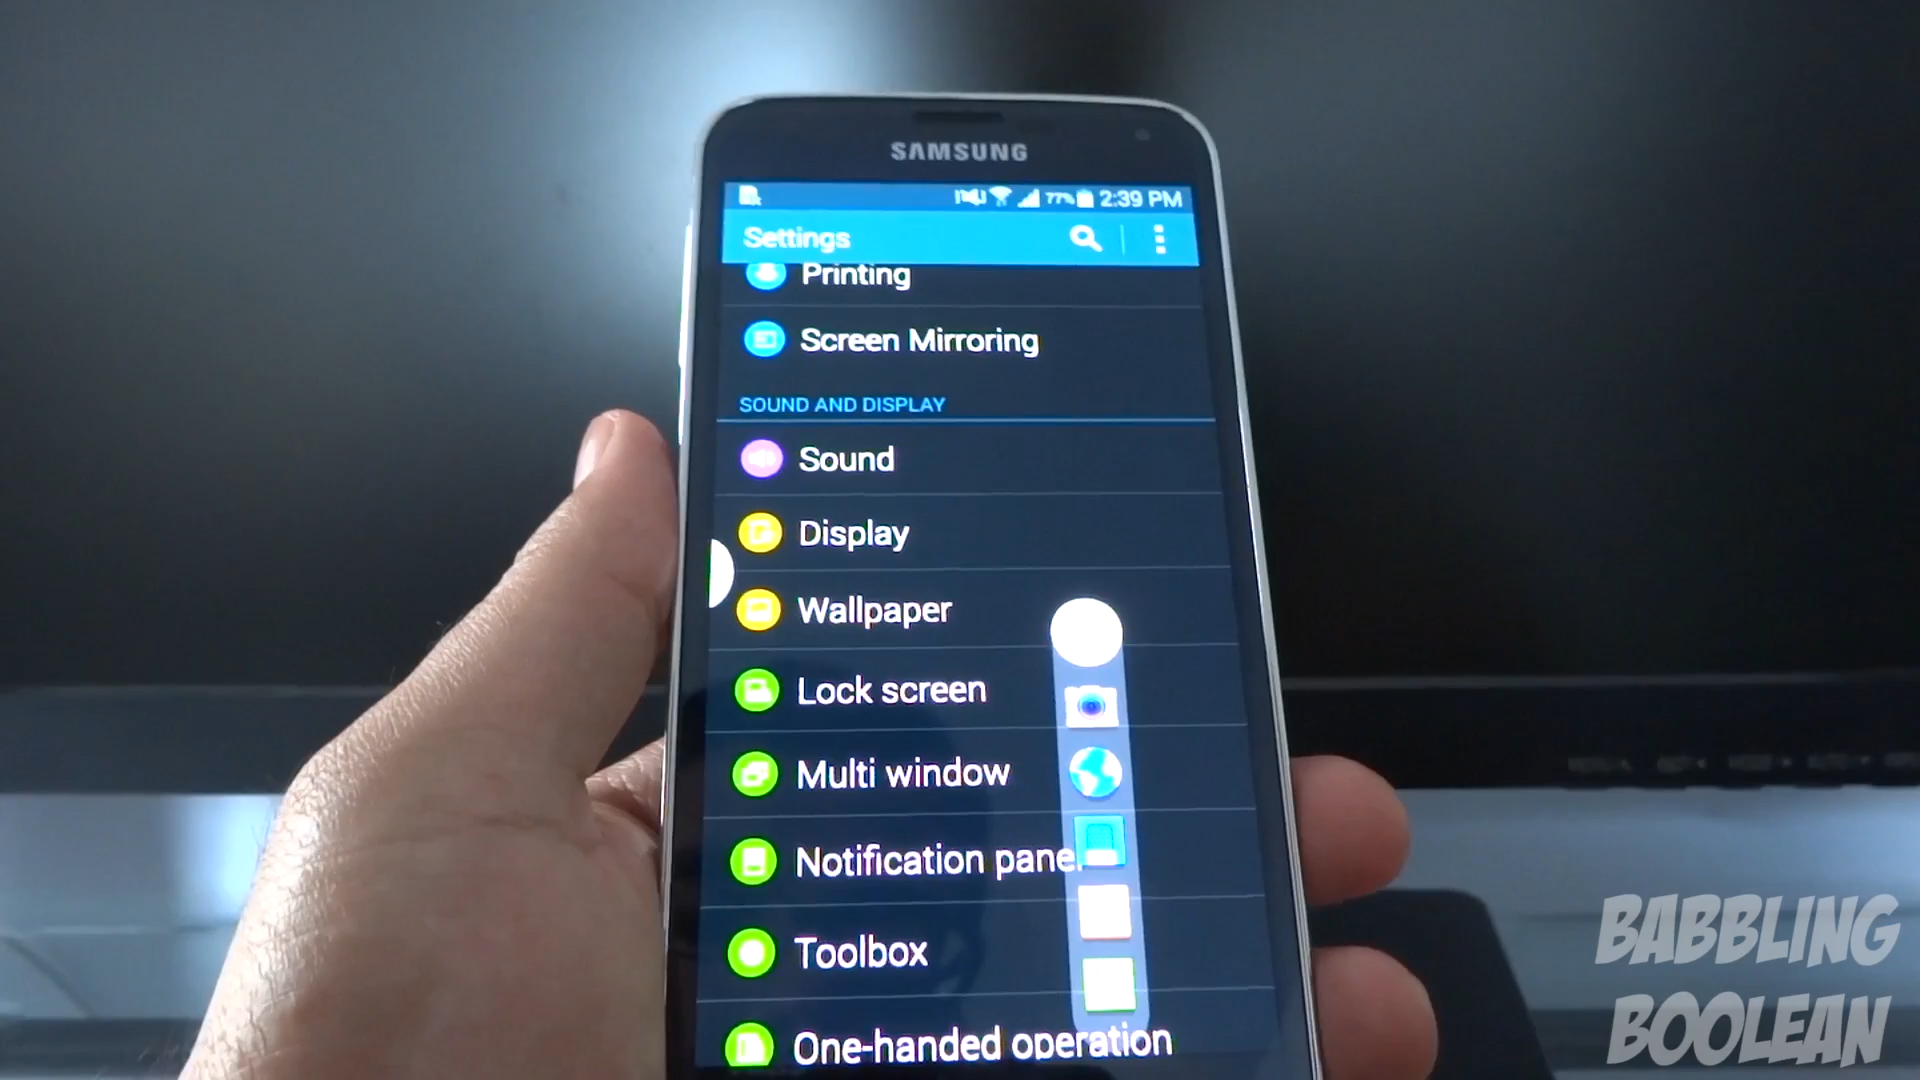 SAMSUNG
77% 2:39 PM
Settings
Printing
Screen Mirroring
SOUND AND DISPLAY
Sound
Display
Wallpaper
Lock screen
Multi window
Notification panel
Toolbox
One-handed operation
BABBLING
BOOLEAN